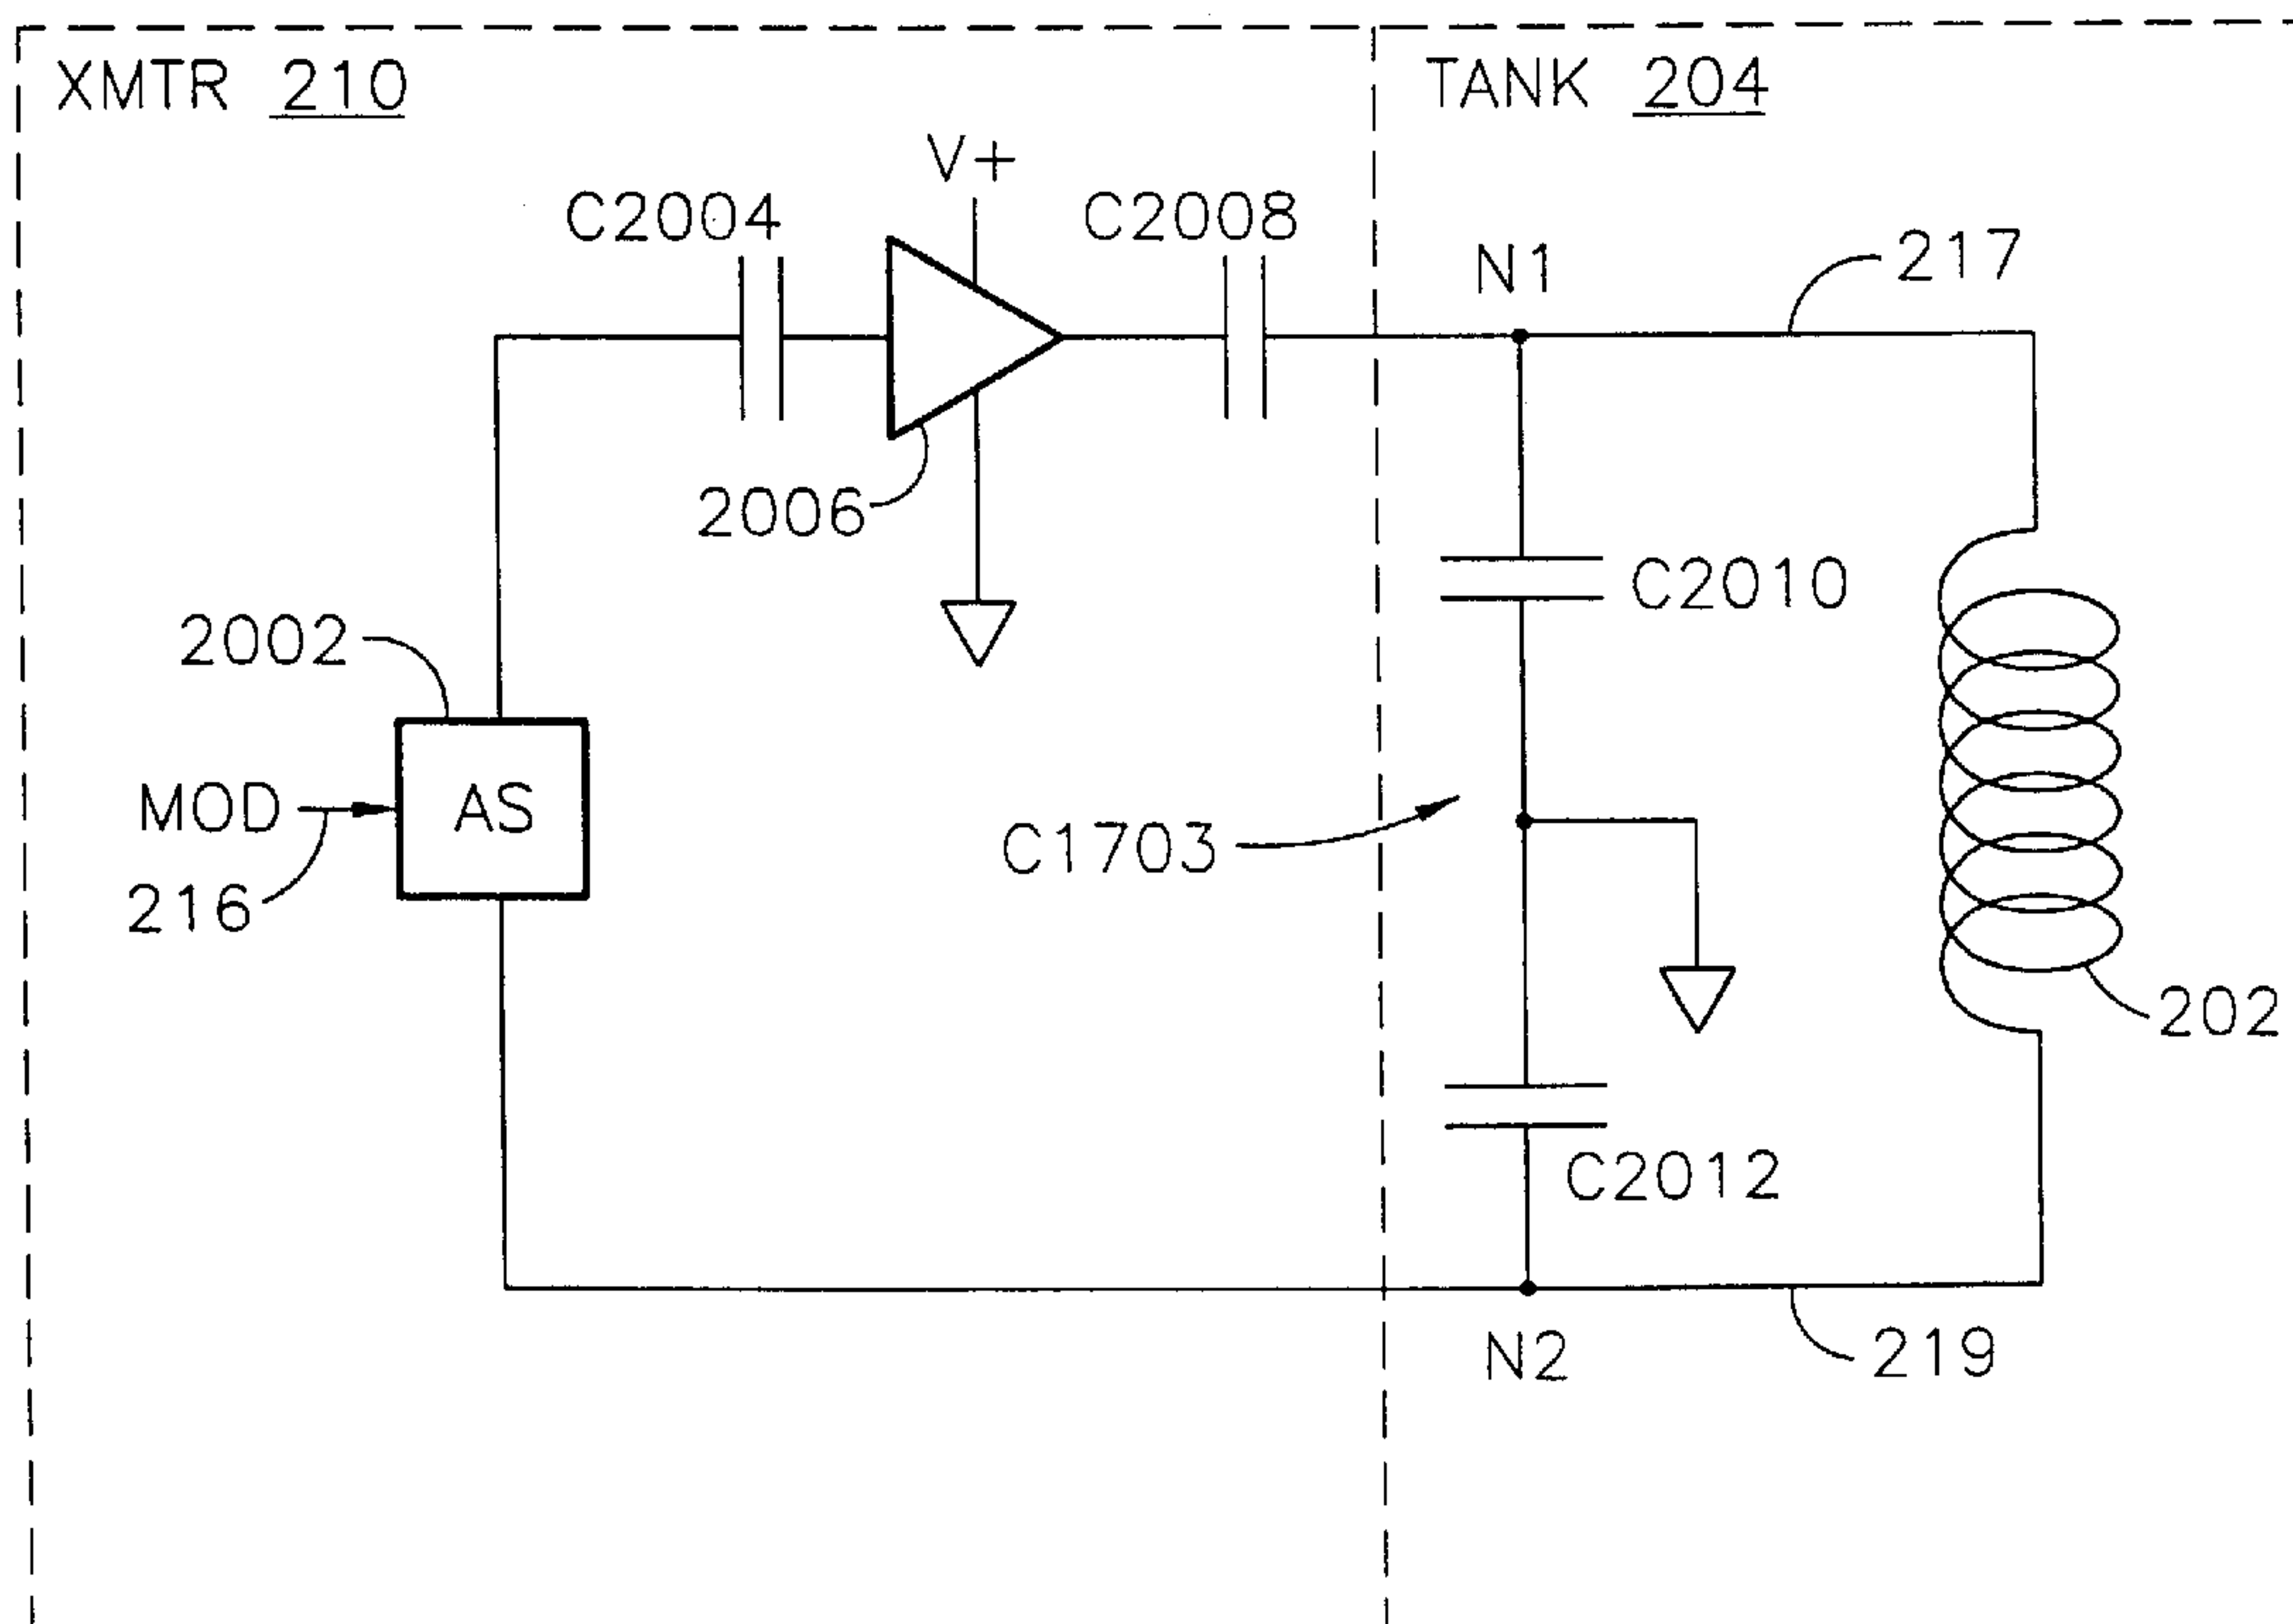 XMTR 210
TANK 204
V+
C2004
C2008
N1
217
2006
C2010
2002
MOD
AS
C1703
216
202
C2012
N2
219